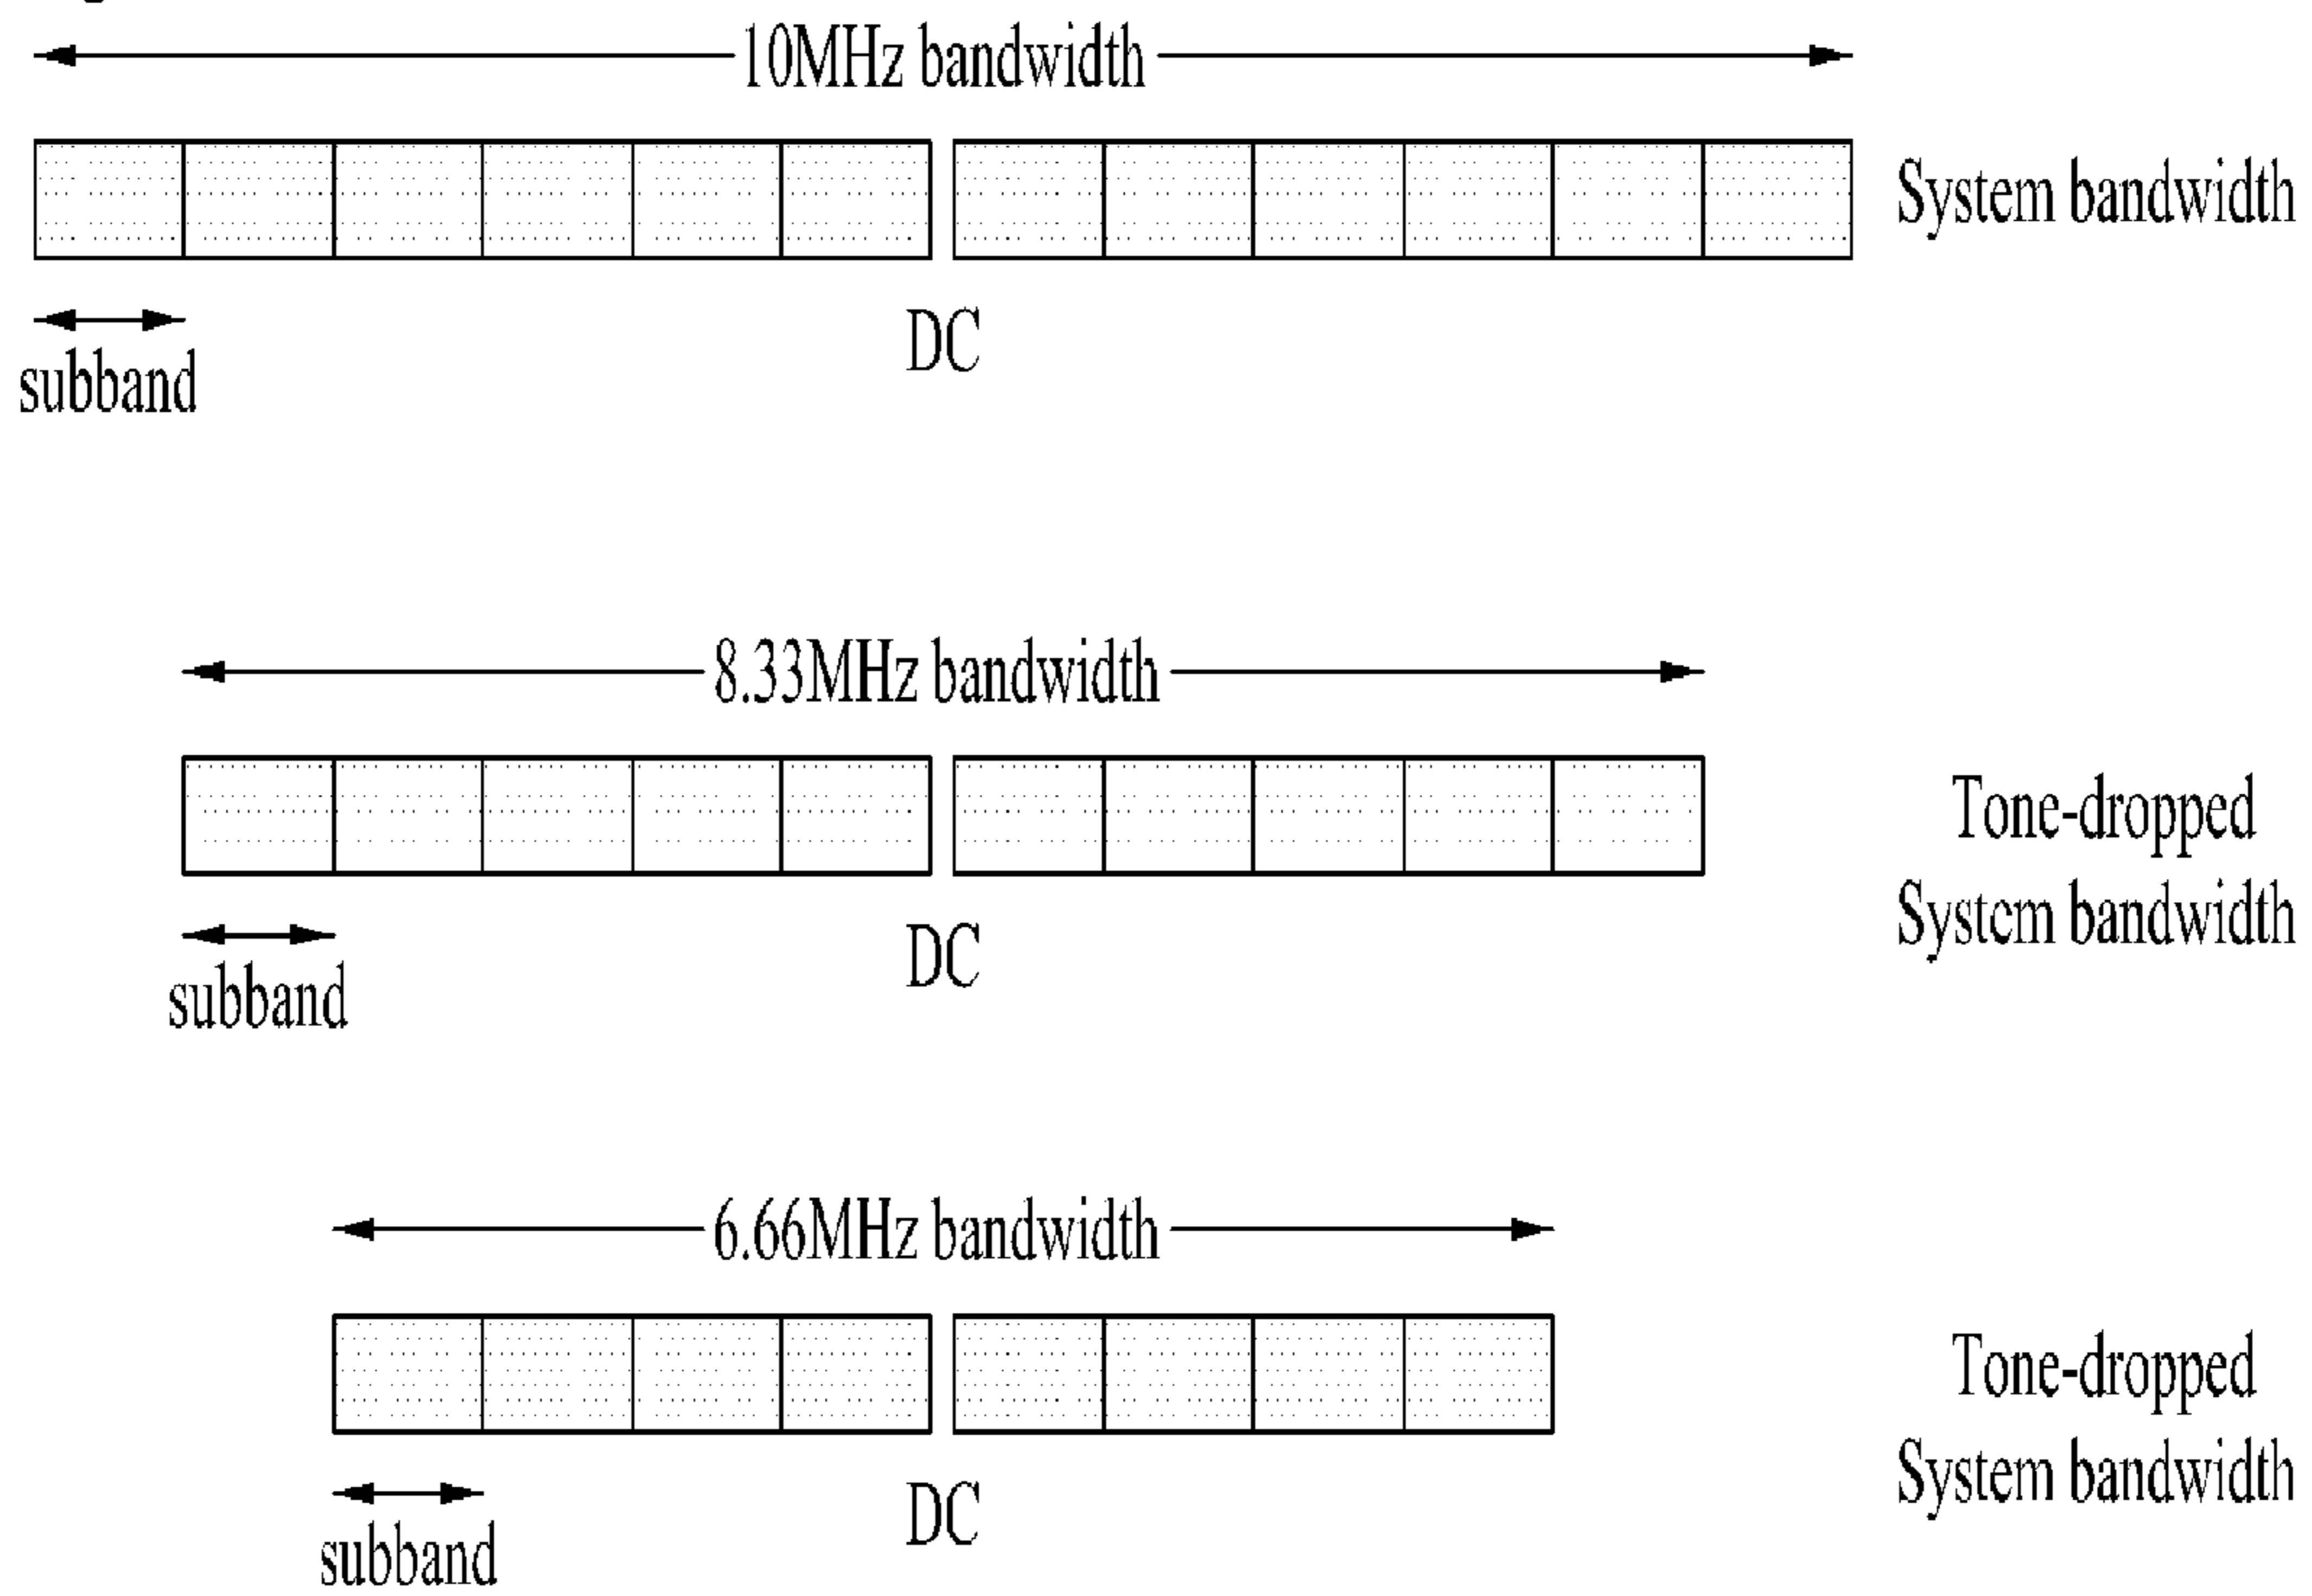 10MHz bandwidth
System bandwidth
DC
subband
8.33MHz bandwidth
Tone-dropped
System bandwidth
DC
subband
6.66MHz bandwidth
Tone-dropped
System bandwidth
DC
subband